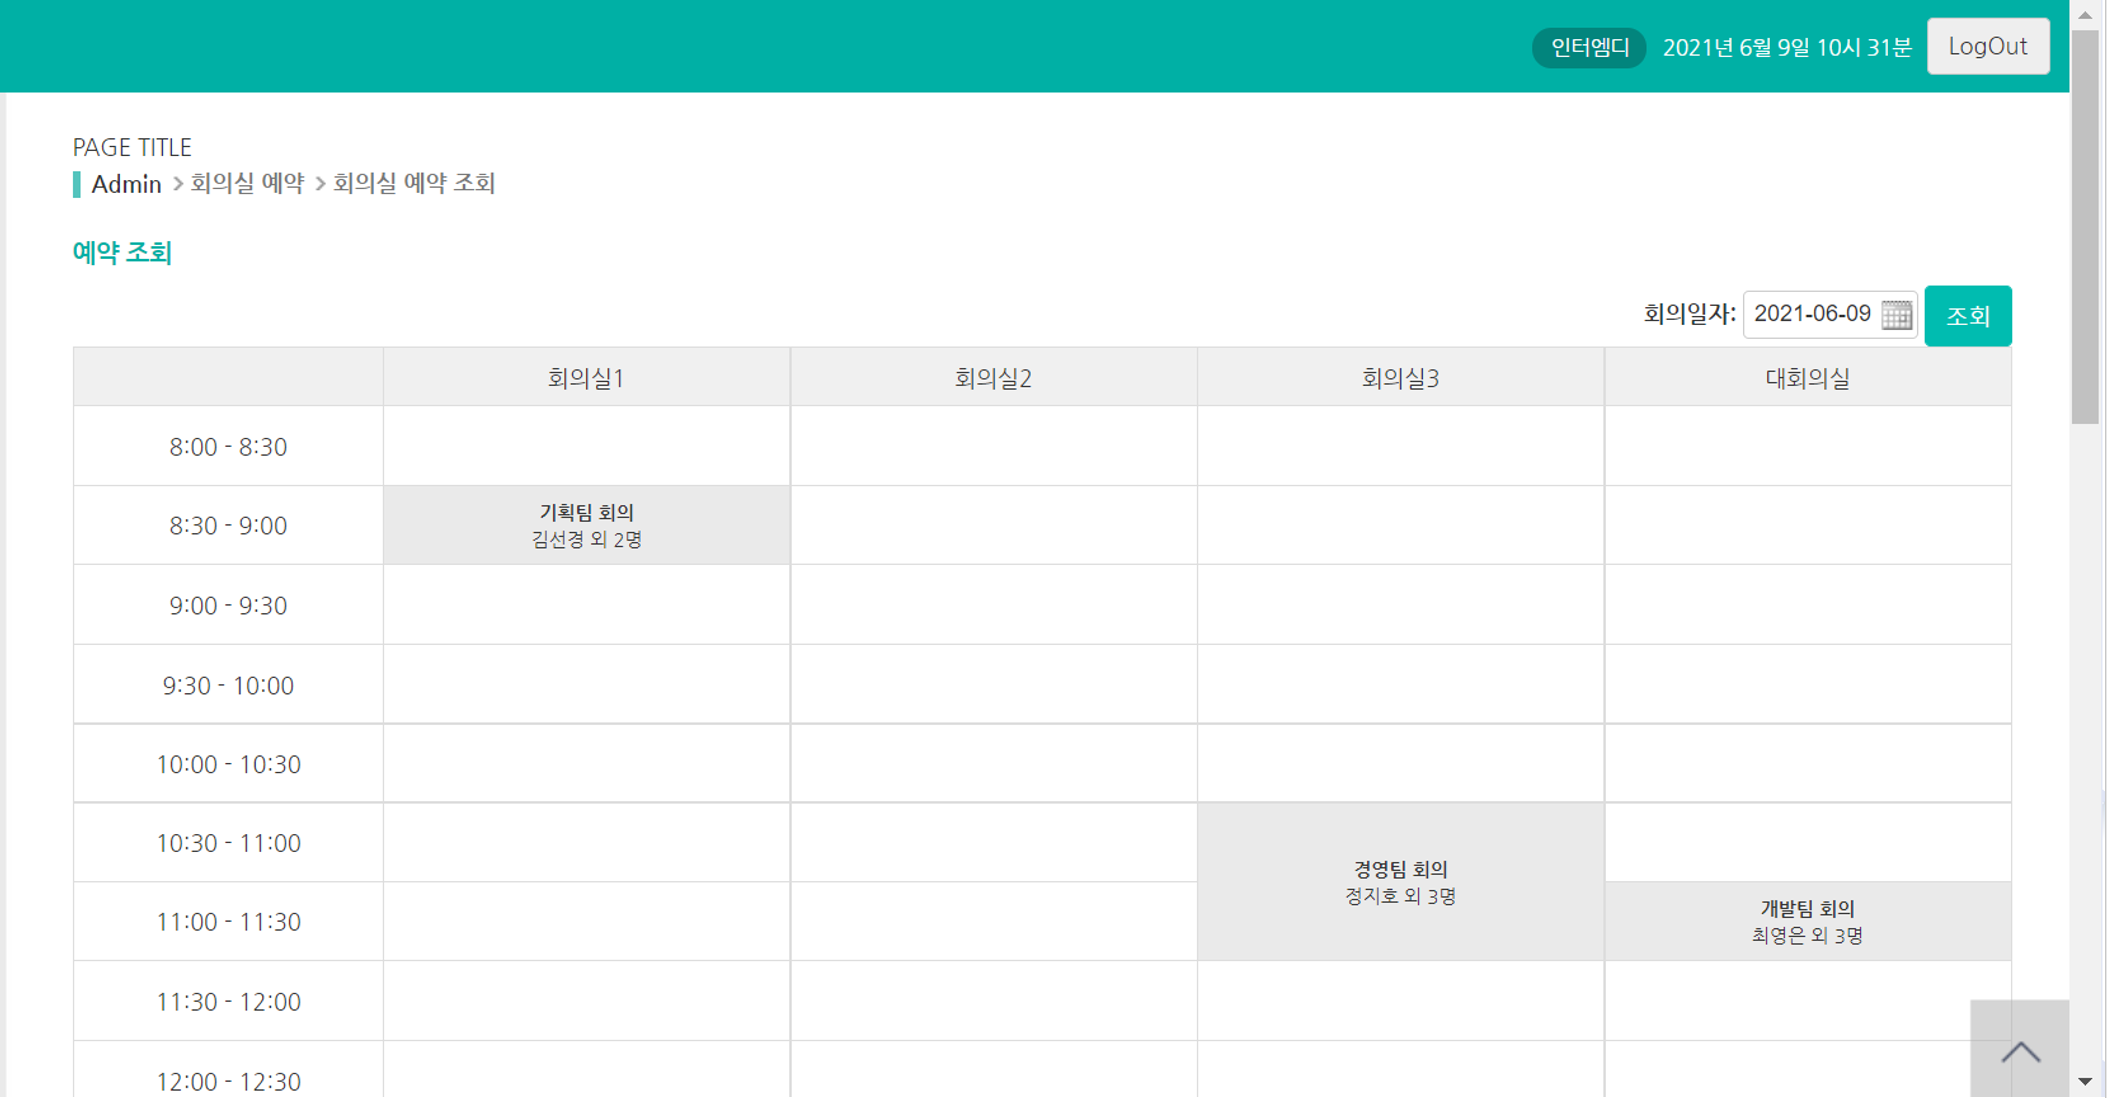 인터엠디 2021년 6월 9일 10시 31분 LogOut
PAGE TITLE
Admin > 회의실 예약 > 회의실 예약 조회
예약 조회
회의일자: 2021-06-09 조회
회의실1 회의실2 회의실3 대회의실
8:00 - 8:30
8:30 - 9:00
기획팀 회의
김선경 외 2명
9:00 - 9:30
9:30 - 10:00
10:00 - 10:30
10:30 - 11:00
경영팀 회의
정지호 외 3명
11:00 - 11:30
개발팀 회의
최영은 외 3명
11:30 - 12:00
12:00 - 12:30